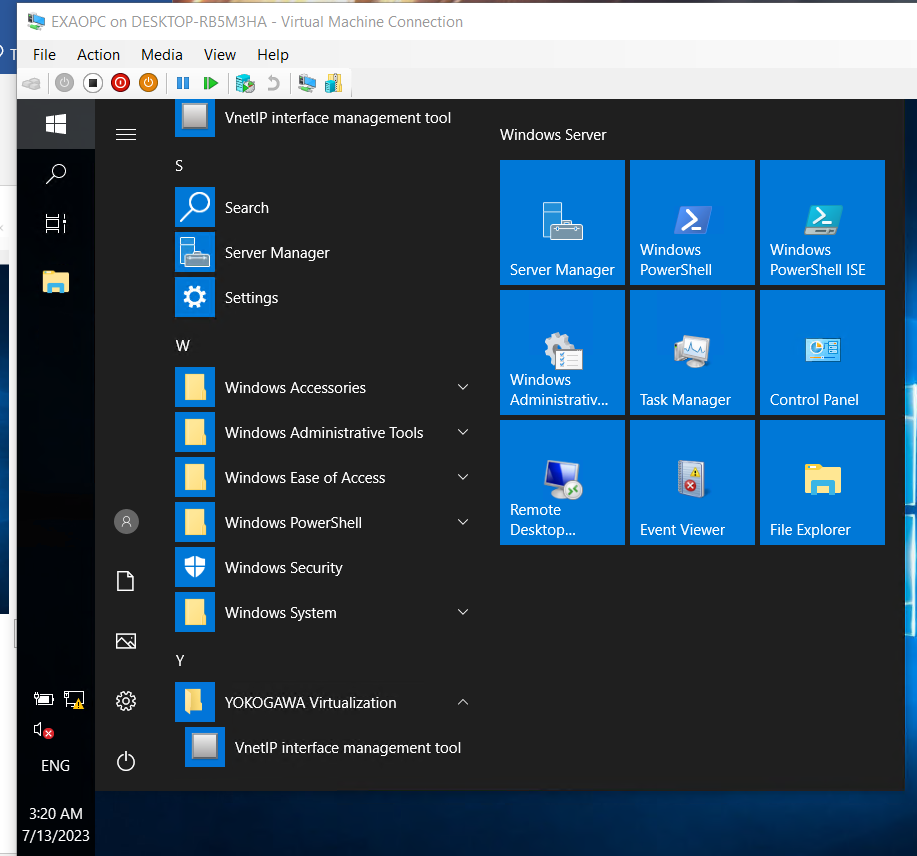 EXAOPC on DESKTOP-RB5M3HA - Virtual Machine Connection
File Action Media View Help
VnetIP interface management tool
S
Search
Server Manager
Settings
W
Windows Accessories
Windows Administrative Tools
Windows Ease of Access
Windows PowerShell
Windows Security
Windows System
Y
YOKOGAWA Virtualization
VnetIP interface management tool
Windows Server
Server Manager
Windows
PowerShell
Windows
PowerShell ISE
Windows
Administrativ...
Task Manager
Control Panel
Remote
Desktop...
Event Viewer
File Explorer
ENG
3:20 AM
7/13/2023